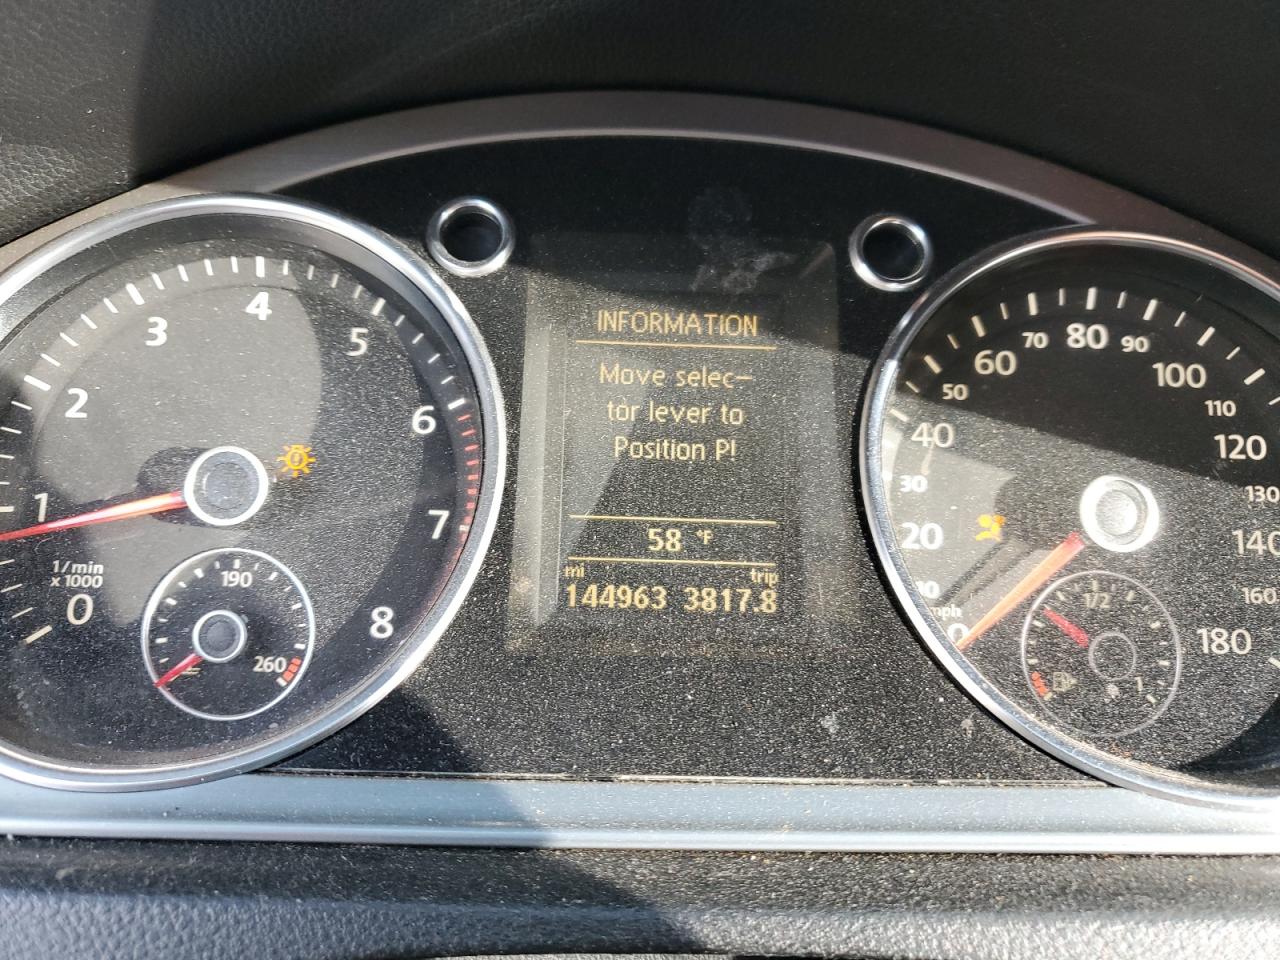 INFORMATION
Move selec-
tor lever to
Position P!
58 °F
mi trip
144963 3817.8
0 1 2 3 4 5 6 7 8
1/min
x 1000
190
260
0 10 20 30 40 50 60 70 80 90 100 110 120 130 140 160 180
mph
1/2
1